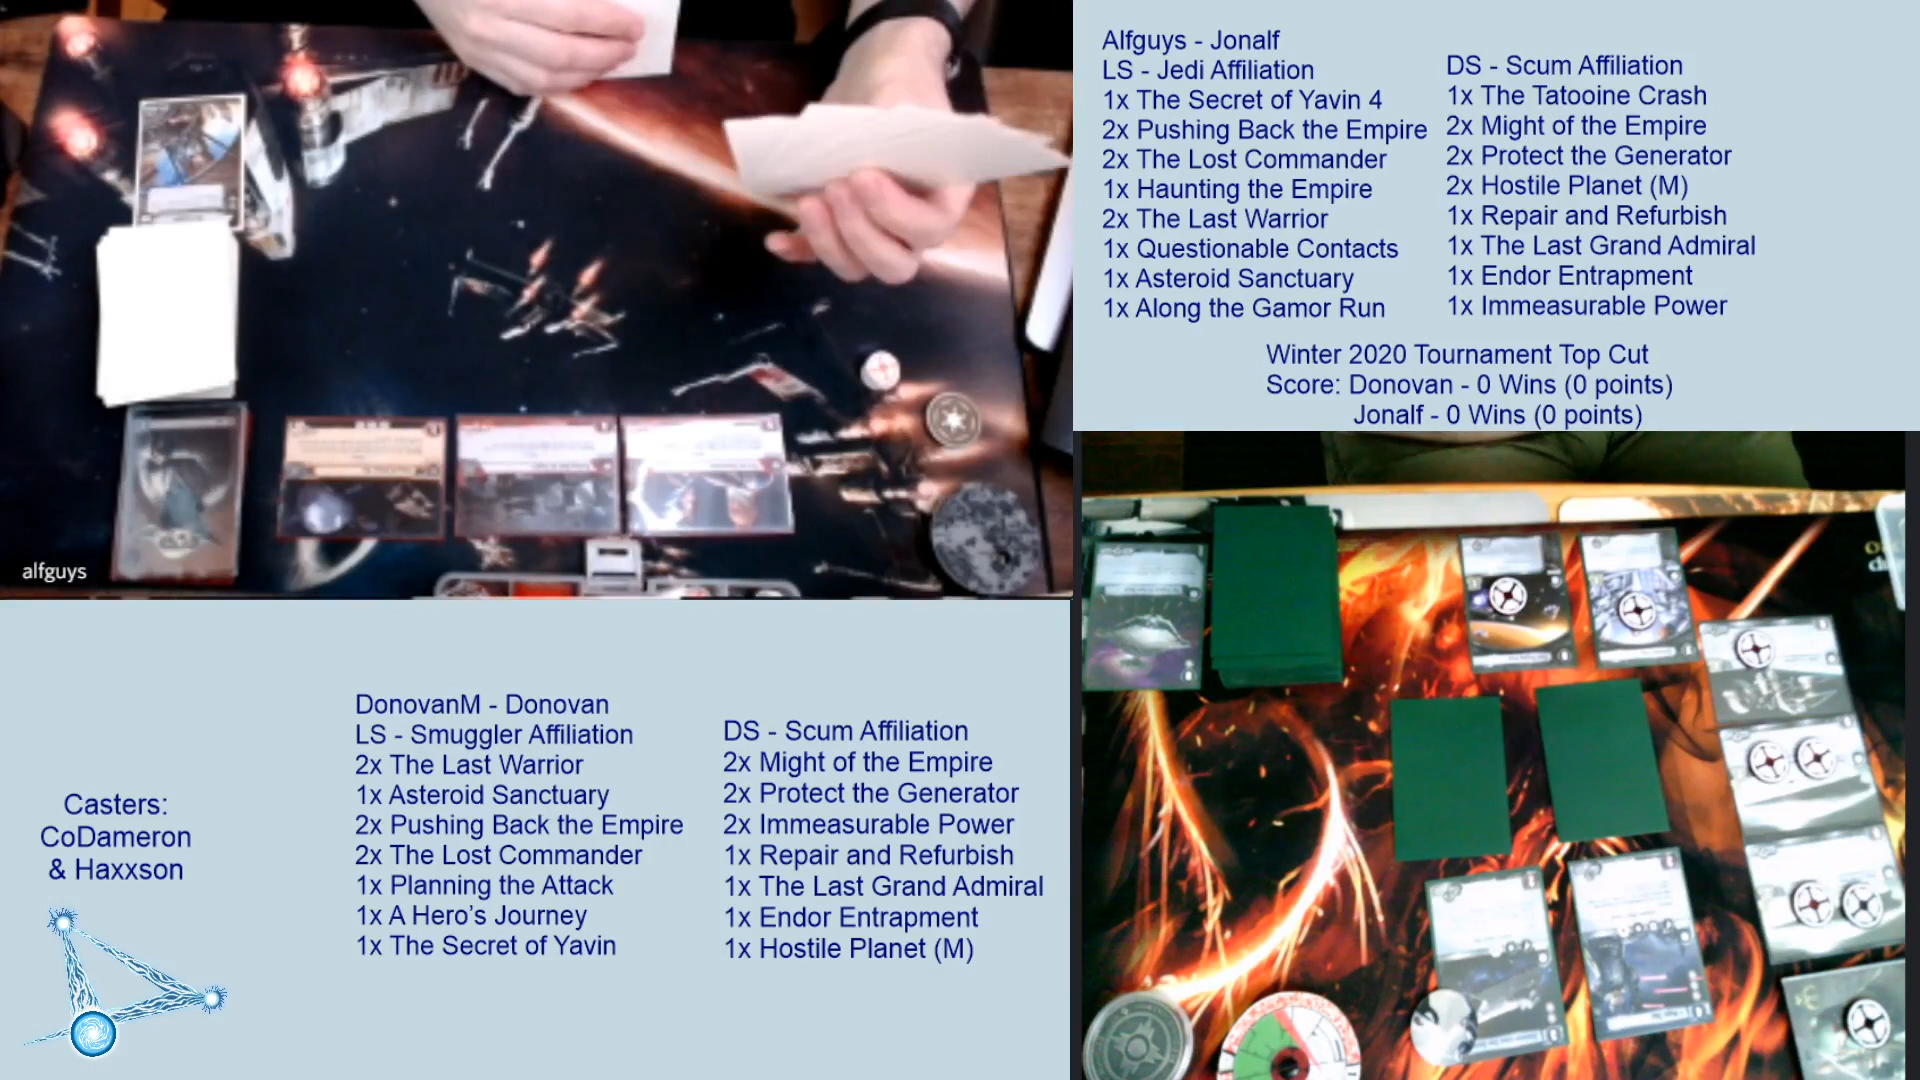 Alfguys - Jonalf
LS - Jedi Affiliation
1x The Secret of Yavin 4
2x Pushing Back the Empire
2x The Lost Commander
1x Haunting the Empire
2x The Last Warrior
1x Questionable Contacts
1x Asteroid Sanctuary
1x Along the Gamor Run
DS - Scum Affiliation
1x The Tatooine Crash
2x Might of the Empire
2x Protect the Generator
2x Hostile Planet (M)
1x Repair and Refurbish
1x The Last Grand Admiral
1x Endor Entrapment
1x Immeasurable Power
Winter 2020 Tournament Top Cut
Score: Donovan - 0 Wins (0 points)
Jonalf - 0 Wins (0 points)
alfguys
Casters:
CoDameron
& Haxxson
DonovanM - Donovan
LS - Smuggler Affiliation
2x The Last Warrior
1x Asteroid Sanctuary
2x Pushing Back the Empire
2x The Lost Commander
1x Planning the Attack
1x A Hero's Journey
1x The Secret of Yavin
DS - Scum Affiliation
2x Might of the Empire
2x Protect the Generator
2x Immeasurable Power
1x Repair and Refurbish
1x The Last Grand Admiral
1x Endor Entrapment
1x Hostile Planet (M)